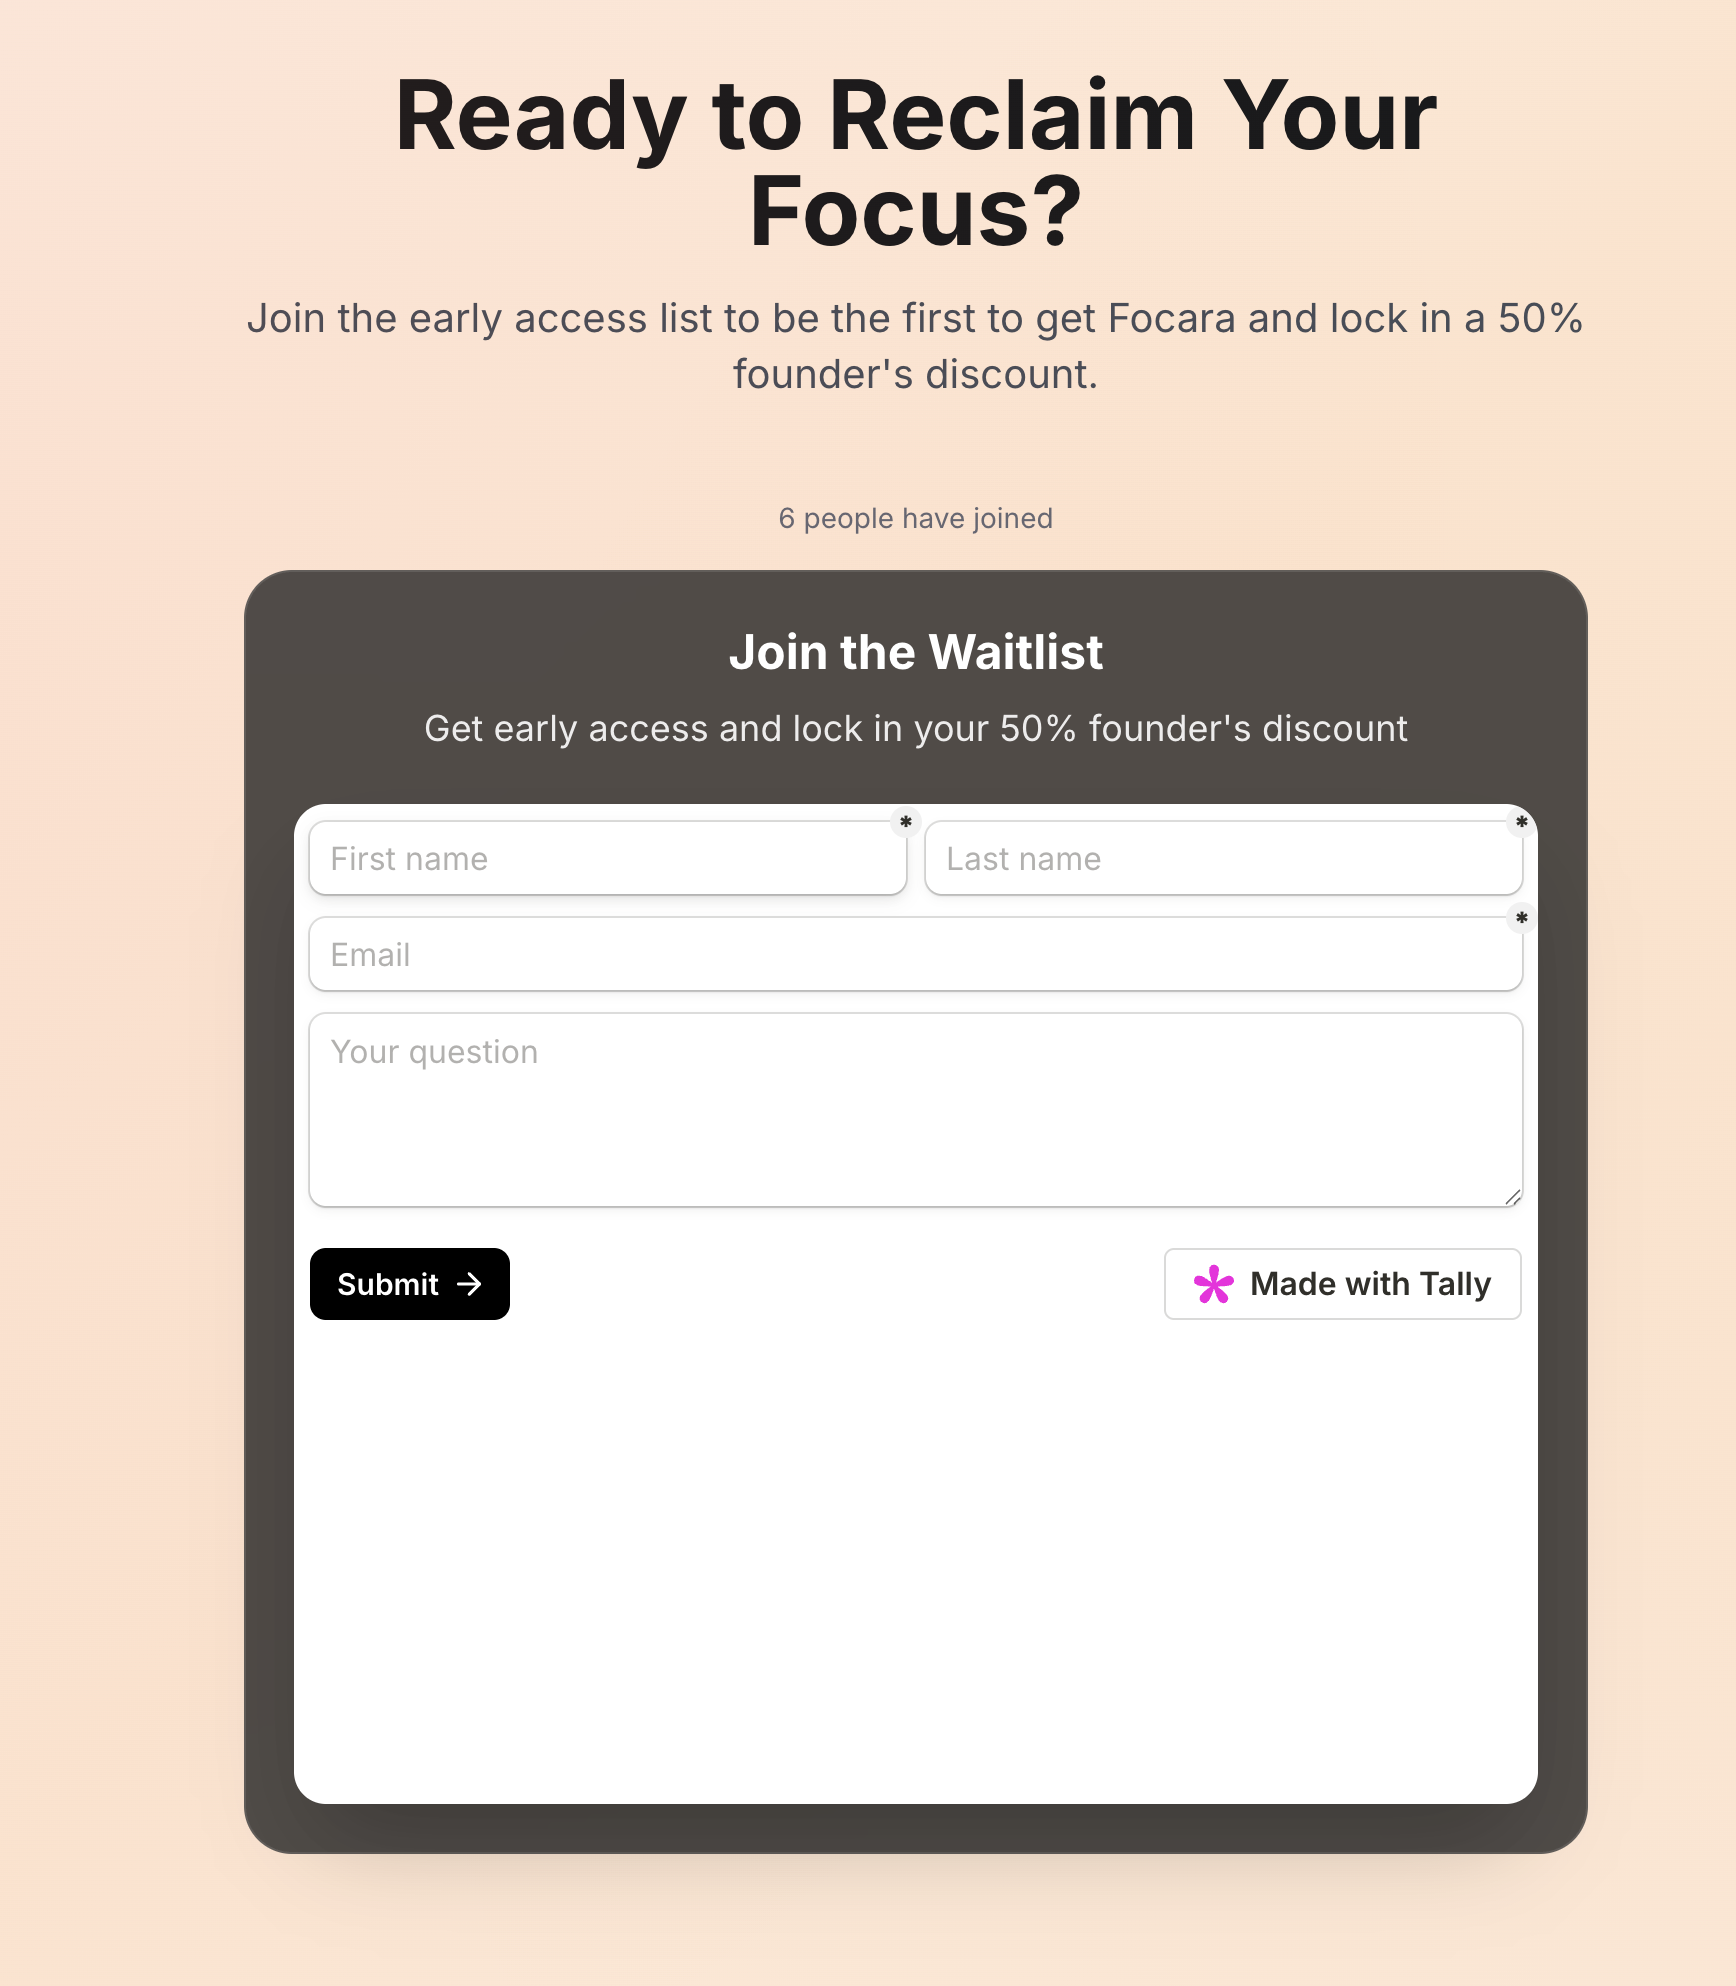 Ready to Reclaim Your
Focus?
Join the early access list to be the first to get Focara and lock in a 50%
founder's discount.
6 people have joined
Join the Waitlist
Get early access and lock in your 50% founder's discount
First name * Last name *
Email *
Your question
Submit → Made with Tally